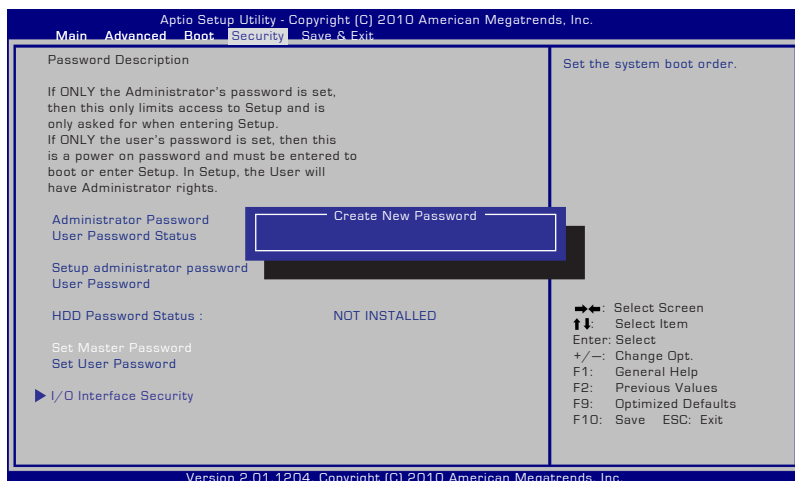 Aptio Setup Utility - Copyright (C) 2010 American Megatrends, Inc.
Main Advanced Boot Security Save & Exit
Password Description
If ONLY the Administrator's password is set,
then this only limits access to Setup and is
only asked for when entering Setup.
If ONLY the user's password is set, then this
is a power on password and must be entered to
boot or enter Setup. In Setup, the User will
have Administrator rights.
Administrator Password
User Password Status
Create New Password
Setup administrator password
User Password
HDD Password Status : NOT INSTALLED
Set Master Password
Set User Password
I/O Interface Security
Set the system boot order.
→←: Select Screen
↑↓: Select Item
Enter: Select
+/—: Change Opt.
F1: General Help
F2: Previous Values
F9: Optimized Defaults
F10: Save ESC: Exit
Version 2.01.1204. Copyright (C) 2010 American Megatrends, Inc.